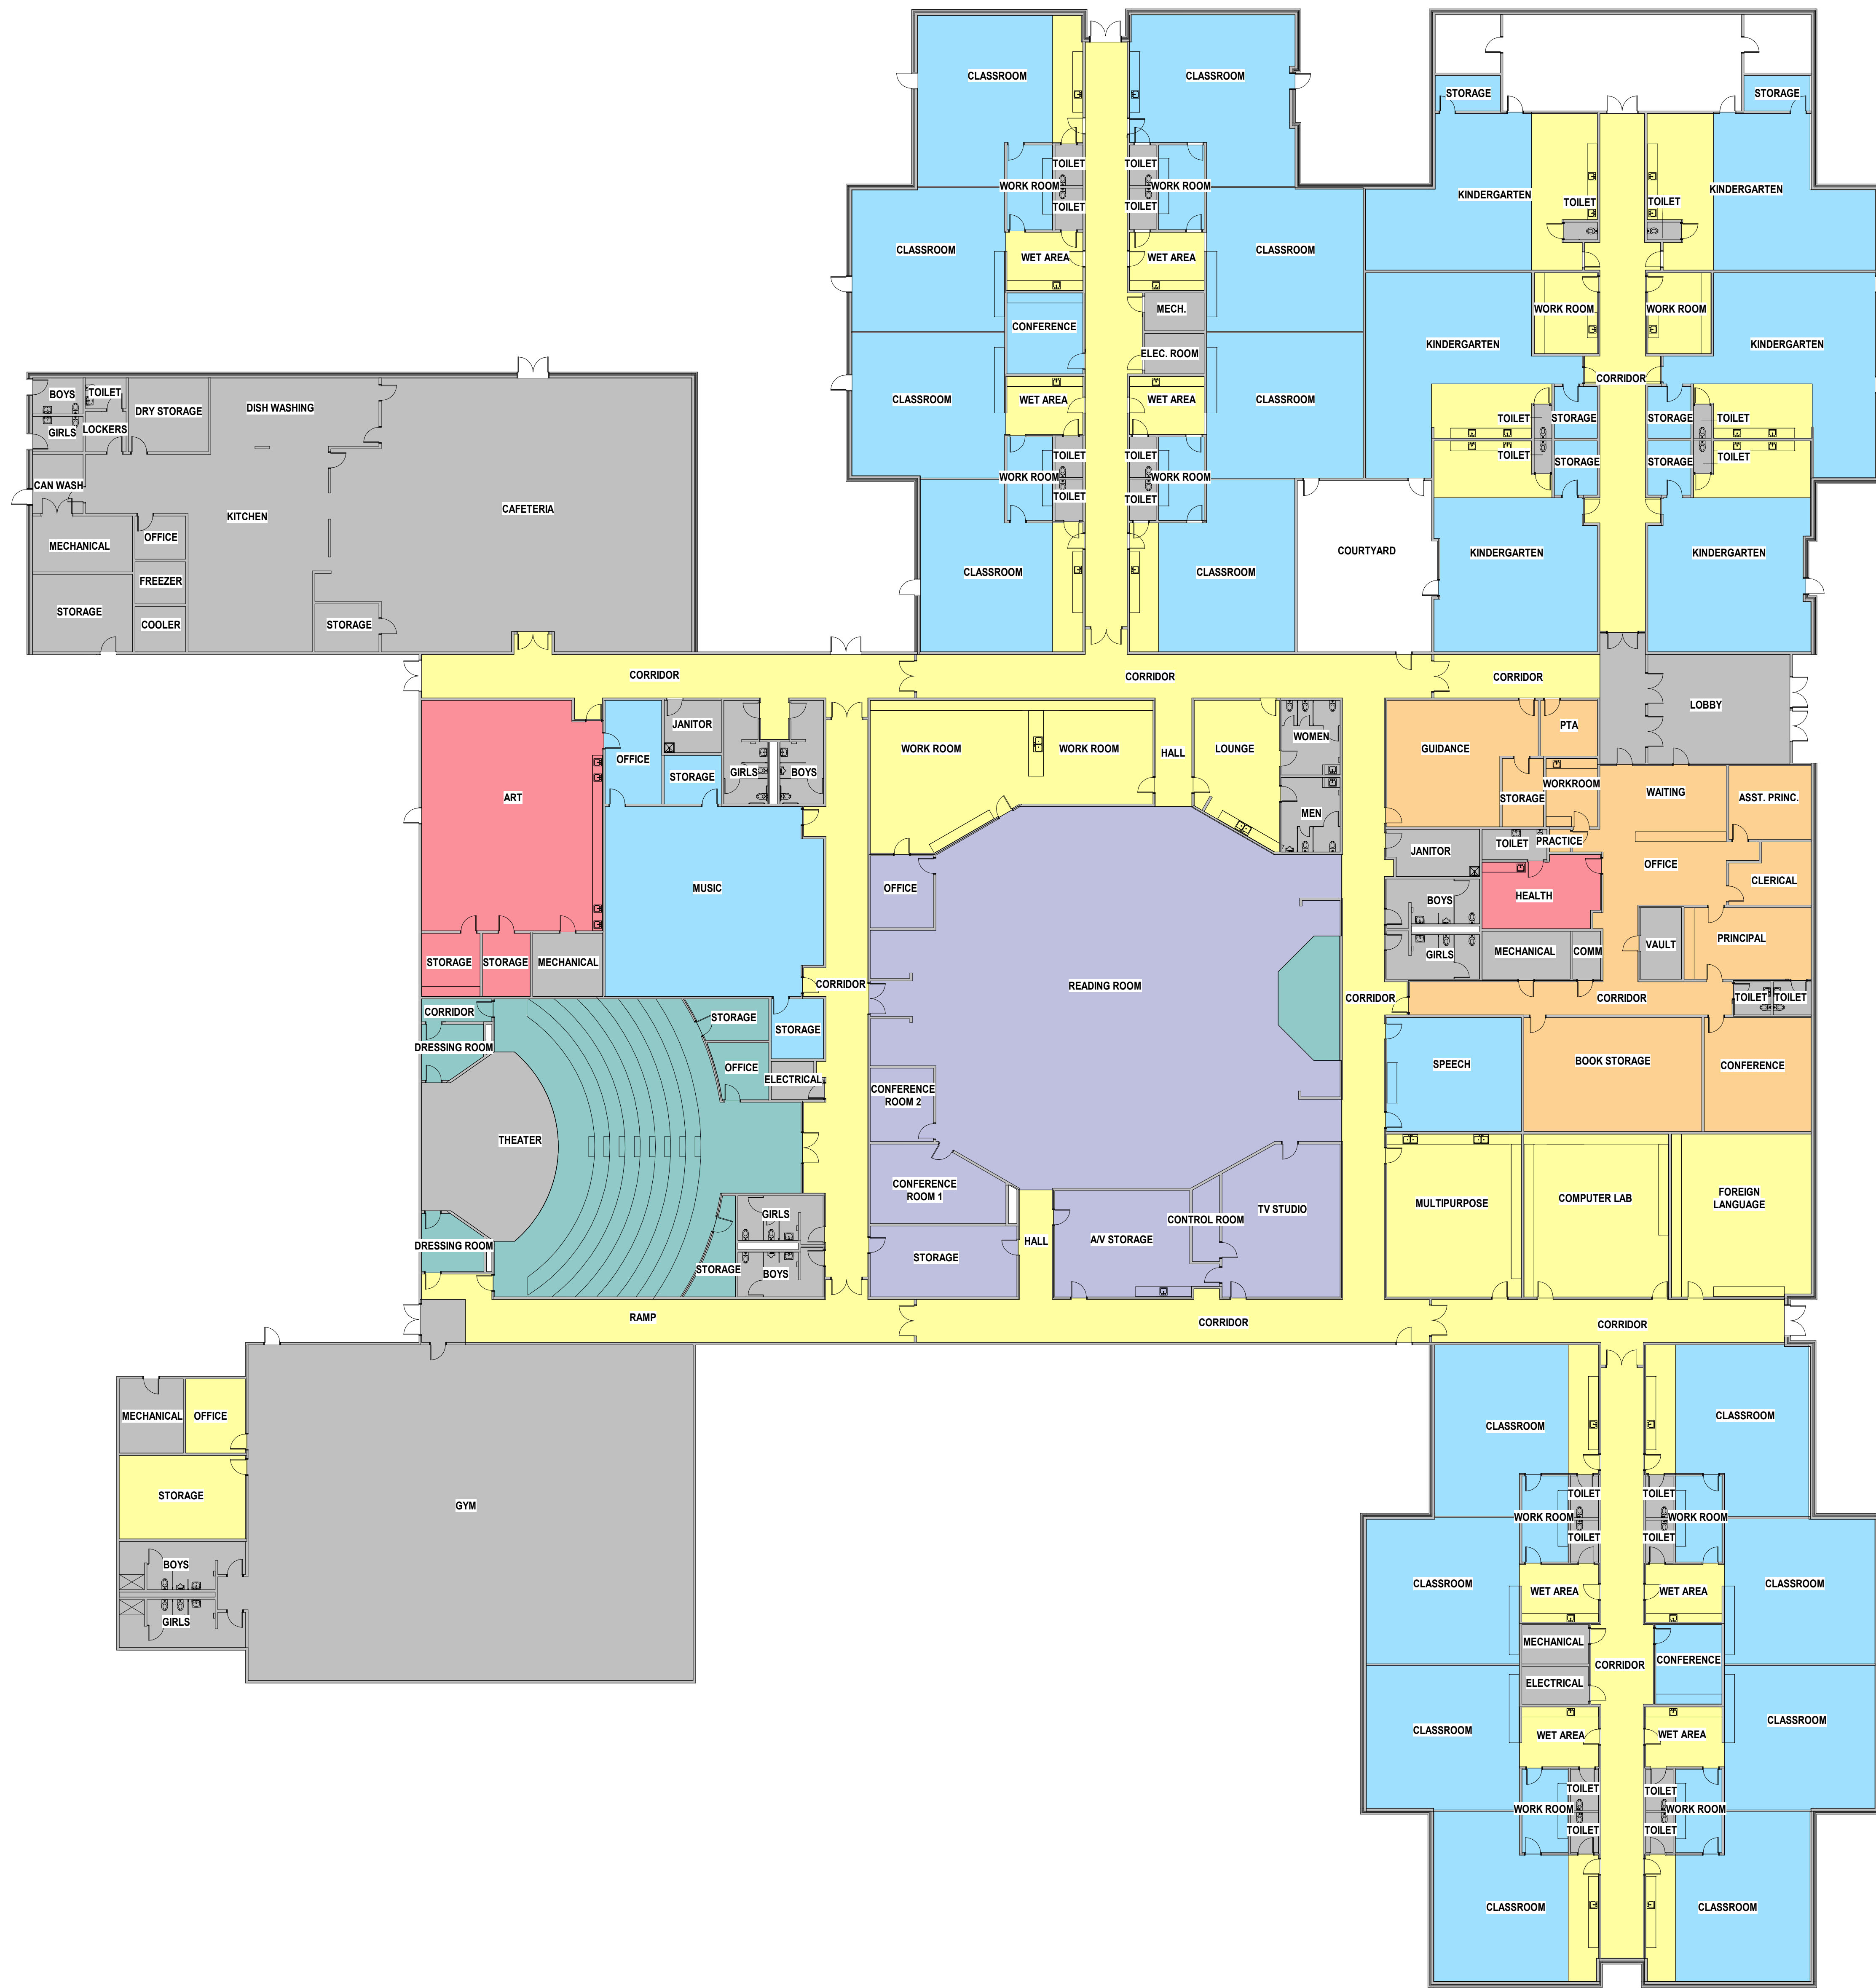 CLASSROOM
CLASSROOM
STORAGE
STORAGE
TOILET
TOILET
WORK ROOM
WORK ROOM
TOILET
TOILET
KINDERGARTEN
KINDERGARTEN
TOILET
TOILET
CLASSROOM
WET AREA
WET AREA
CLASSROOM
CONFERENCE
MECH.
WORK ROOM
WORK ROOM
ELEC. ROOM
KINDERGARTEN
KINDERGARTEN
CLASSROOM
WET AREA
WET AREA
CLASSROOM
CORRIDOR
TOILET
STORAGE
STORAGE
TOILET
TOILET
TOILET
WORK ROOM
WORK ROOM
TOILET
TOILET
TOILET
STORAGE
STORAGE
TOILET
CLASSROOM
CLASSROOM
COURTYARD
KINDERGARTEN
KINDERGARTEN
BOYS
TOILET
DRY STORAGE
DISH WASHING
GIRLS
LOCKERS
CAN WASH
KITCHEN
CAFETERIA
MECHANICAL
OFFICE
FREEZER
STORAGE
COOLER
STORAGE
CORRIDOR
CORRIDOR
CORRIDOR
LOBBY
JANITOR
OFFICE
STORAGE
GIRLS
BOYS
ART
WORK ROOM
WORK ROOM
HALL
LOUNGE
WOMEN
MEN
GUIDANCE
PTA
WORKROOM
STORAGE
WAITING
ASST. PRINC.
MUSIC
OFFICE
JANITOR
TOILET
PRACTICE
OFFICE
CLERICAL
BOYS
HEALTH
GIRLS
MECHANICAL
COMM
VAULT
PRINCIPAL
STORAGE
STORAGE
MECHANICAL
CORRIDOR
READING ROOM
CORRIDOR
CORRIDOR
TOILET
TOILET
CORRIDOR
STORAGE
STORAGE
DRESSING ROOM
OFFICE
ELECTRICAL
CONFERENCE
ROOM 2
SPEECH
BOOK STORAGE
CONFERENCE
THEATER
CONFERENCE
ROOM 1
GIRLS
CONTROL ROOM
TV STUDIO
MULTIPURPOSE
COMPUTER LAB
FOREIGN
LANGUAGE
DRESSING ROOM
STORAGE
BOYS
STORAGE
HALL
A/V STORAGE
RAMP
CORRIDOR
CORRIDOR
MECHANICAL
OFFICE
STORAGE
GYM
BOYS
GIRLS
CLASSROOM
CLASSROOM
TOILET
TOILET
WORK ROOM
WORK ROOM
TOILET
TOILET
CLASSROOM
WET AREA
WET AREA
CLASSROOM
MECHANICAL
CORRIDOR
CONFERENCE
ELECTRICAL
CLASSROOM
WET AREA
WET AREA
CLASSROOM
TOILET
TOILET
WORK ROOM
WORK ROOM
TOILET
TOILET
CLASSROOM
CLASSROOM